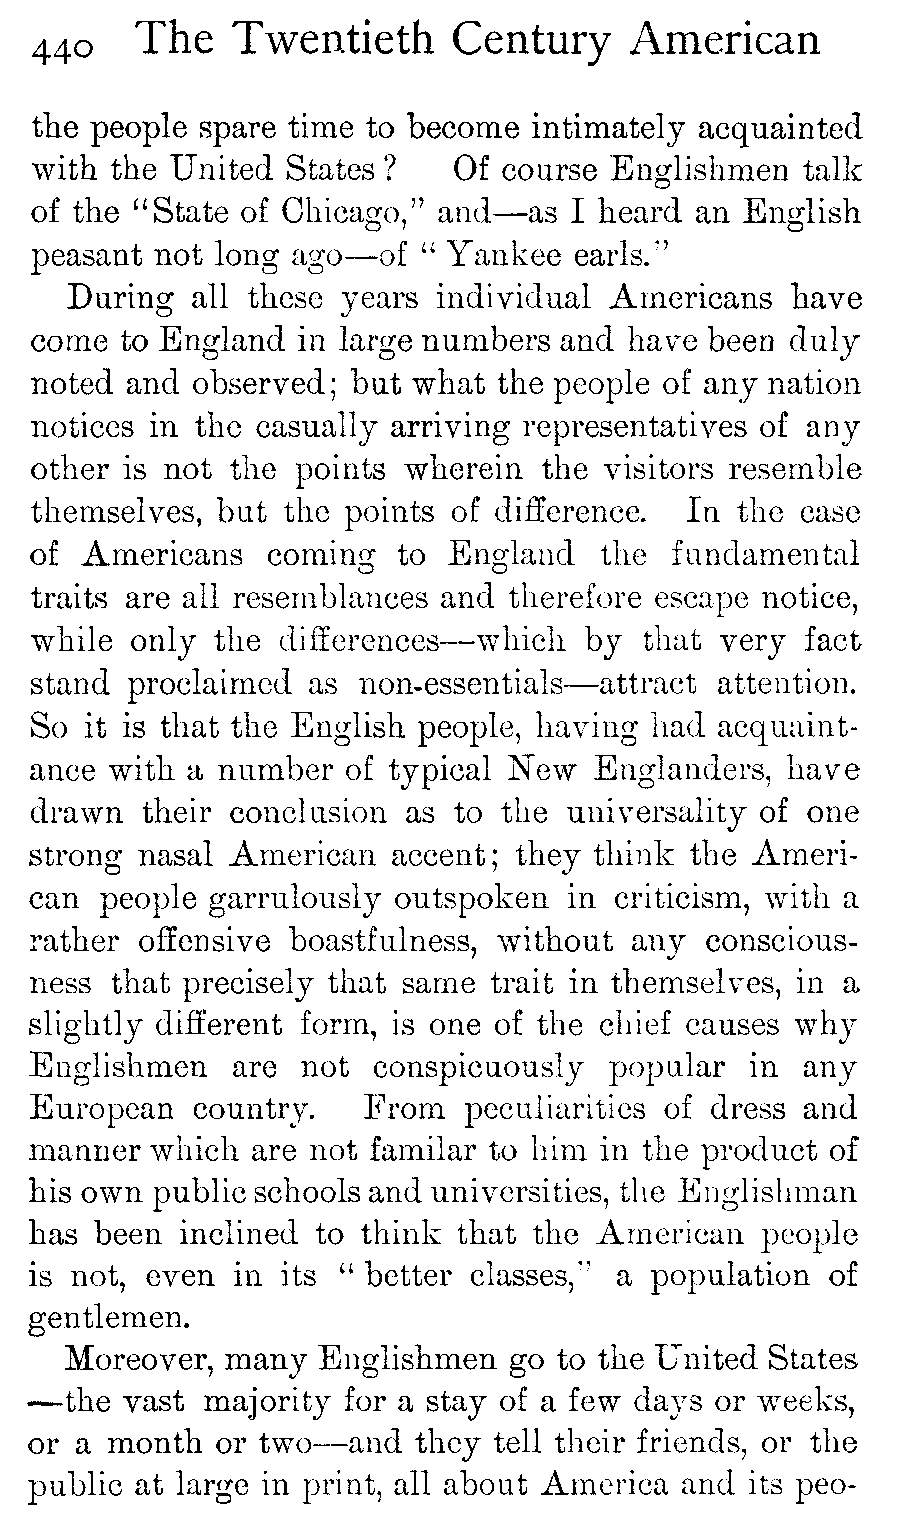 440 The Twentieth Century American
the people spare time to become intimately acquainted
with the United States? Of course Englishmen talk
of the "State of Chicago," and—as I heard an English
peasant not long ago—of "Yankee earls."
During all these years individual Americans have
come to England in large numbers and have been duly
noted and observed; but what the people of any nation
notices in the casually arriving representatives of any
other is not the points wherein the visitors resemble
themselves, but the points of difference. In the case
of Americans coming to England the fundamental
traits are all resemblances and therefore escape notice,
while only the differences—which by that very fact
stand proclaimed as non-essentials—attract attention.
So it is that the English people, having had acquaint-
ance with a number of typical New Englanders, have
drawn their conclusion as to the universality of one
strong nasal American accent; they think the Ameri-
can people garrulously outspoken in criticism, with a
rather offensive boastfulness, without any conscious-
ness that precisely that same trait in themselves, in a
slightly different form, is one of the chief causes why
Englishmen are not conspicuously popular in any
European country. From peculiarities of dress and
manner which are not familar to him in the product of
his own public schools and universities, the Englishman
has been inclined to think that the American people
is not, even in its "better classes," a population of
gentlemen.
Moreover, many Englishmen go to the United States
—the vast majority for a stay of a few days or weeks,
or a month or two—and they tell their friends, or the
public at large in print, all about America and its peo-